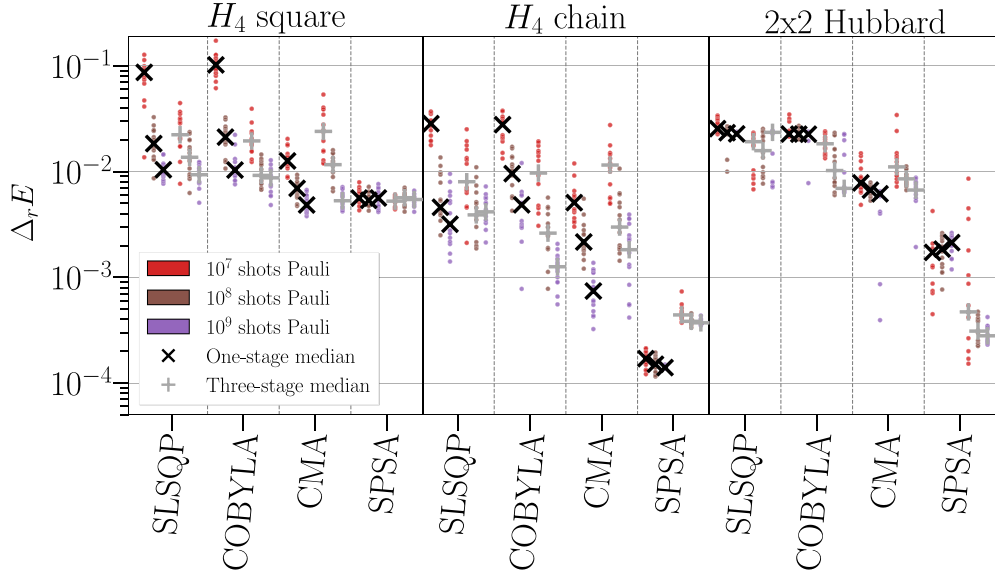 H₄ square H₄ chain 2x2 Hubbard
ΔᵣE
10⁻¹
10⁻²
10⁻³
10⁻⁴
10⁷ shots Pauli
10⁸ shots Pauli
10⁹ shots Pauli
One-stage median
Three-stage median
SLSQP COBYLA CMA SPSA SLSQP COBYLA CMA SPSA SLSQP COBYLA CMA SPSA